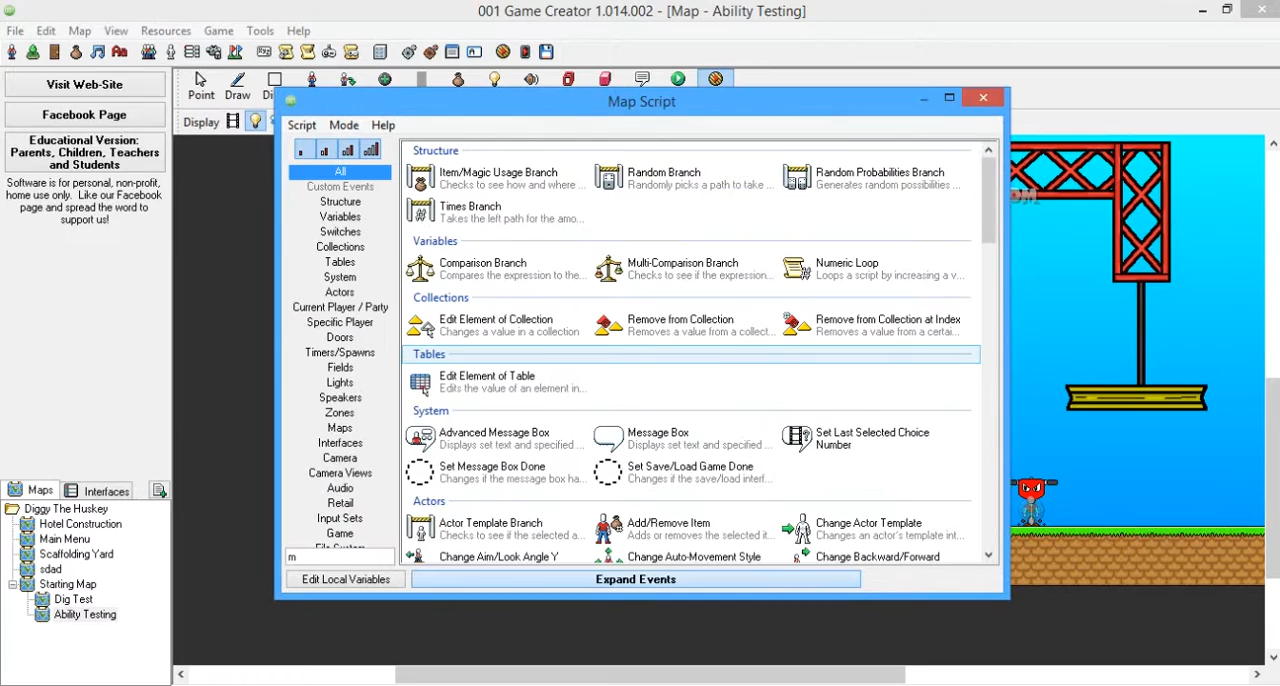 001 Game Creator 1.014.002 - [Map - Ability Testing]
File Edit Map View Resources Game Tools Help
Visit Web-Site
Facebook Page
Educational Version:
Parents, Children, Teachers
and Students
Software is for personal, non-profit,
home use only. Like our Facebook
page and spread the word to
support us!
Point Draw
Display
Map Script
Script Mode Help
All
Custom Events
Structure
Variables
Switches
Collections
Tables
System
Actors
Current Player / Party
Specific Player
Doors
Timers/Spawns
Fields
Lights
Speakers
Zones
Maps
Interfaces
Camera
Camera Views
Audio
Retail
Input Sets
Game
m
Edit Local Variables
Structure
Item/Magic Usage Branch
Checks to see how and where ...
Random Branch
Randomly picks a path to take ...
Random Probabilities Branch
Generates random possibilities ...
Times Branch
Takes the left path for the amo...
Variables
Comparison Branch
Compares the expression to the...
Multi-Comparison Branch
Checks to see if the expression...
Numeric Loop
Loops a script by increasing a v...
Collections
Edit Element of Collection
Changes a value in a collection
Remove from Collection
Removes a value from a collect...
Remove from Collection at Index
Removes a value from a certai...
Tables
Edit Element of Table
Edits the value of an element in...
System
Advanced Message Box
Displays set text and specified ...
Message Box
Displays set text and specified ...
Set Last Selected Choice
Number
Set Message Box Done
Changes if the message box ha...
Set Save/Load Game Done
Changes if the save/load interf...
Actors
Actor Template Branch
Checks to see if the selected a...
Add/Remove Item
Adds or removes the selected it...
Change Actor Template
Changes an actor's template int...
Change Aim/Look Angle Y
Change Auto-Movement Style
Change Backward/Forward
Expand Events
Maps Interfaces
Diggy The Huskey
Hotel Construction
Main Menu
Scaffolding Yard
sdad
Starting Map
Dig Test
Ability Testing